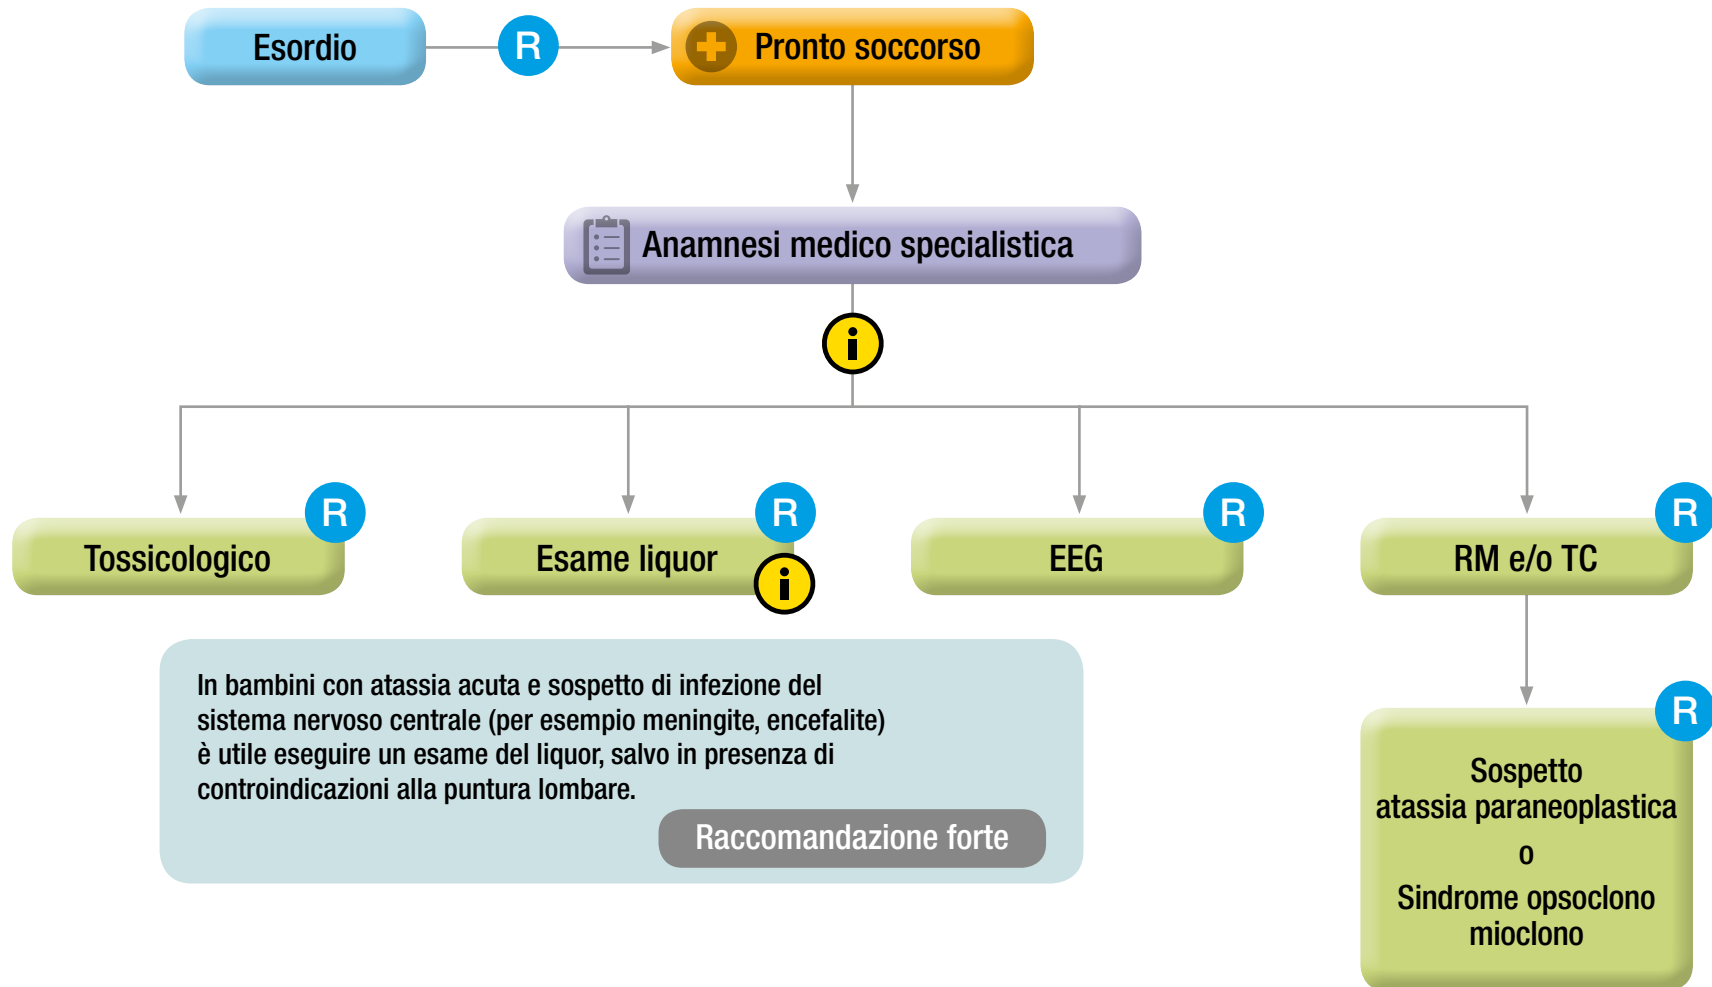 Esordio
R
Pronto soccorso
Anamnesi medico specialistica
i
R
Tossicologico
R
Esame liquor
i
R
EEG
R
RM e/o TC
In bambini con atassia acuta e sospetto di infezione del
sistema nervoso centrale (per esempio meningite, encefalite)
è utile eseguire un esame del liquor, salvo in presenza di
controindicazioni alla puntura lombare.
Raccomandazione forte
R
Sospetto
atassia paraneoplastica
o
Sindrome opsoclono
mioclono